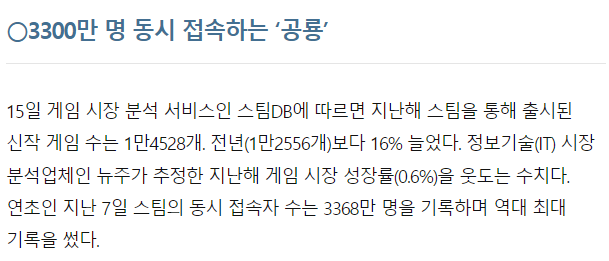 ○3300만 명 동시 접속하는 ‘공룡’
15일 게임 시장 분석 서비스인 스팀DB에 따르면 지난해 스팀을 통해 출시된
신작 게임 수는 1만4528개. 전년(1만2556개)보다 16% 늘었다. 정보기술(IT) 시장
분석업체인 뉴주가 추정한 지난해 게임 시장 성장률(0.6%)을 웃도는 수치다.
연초인 지난 7일 스팀의 동시 접속자 수는 3368만 명을 기록하며 역대 최대
기록을 썼다.